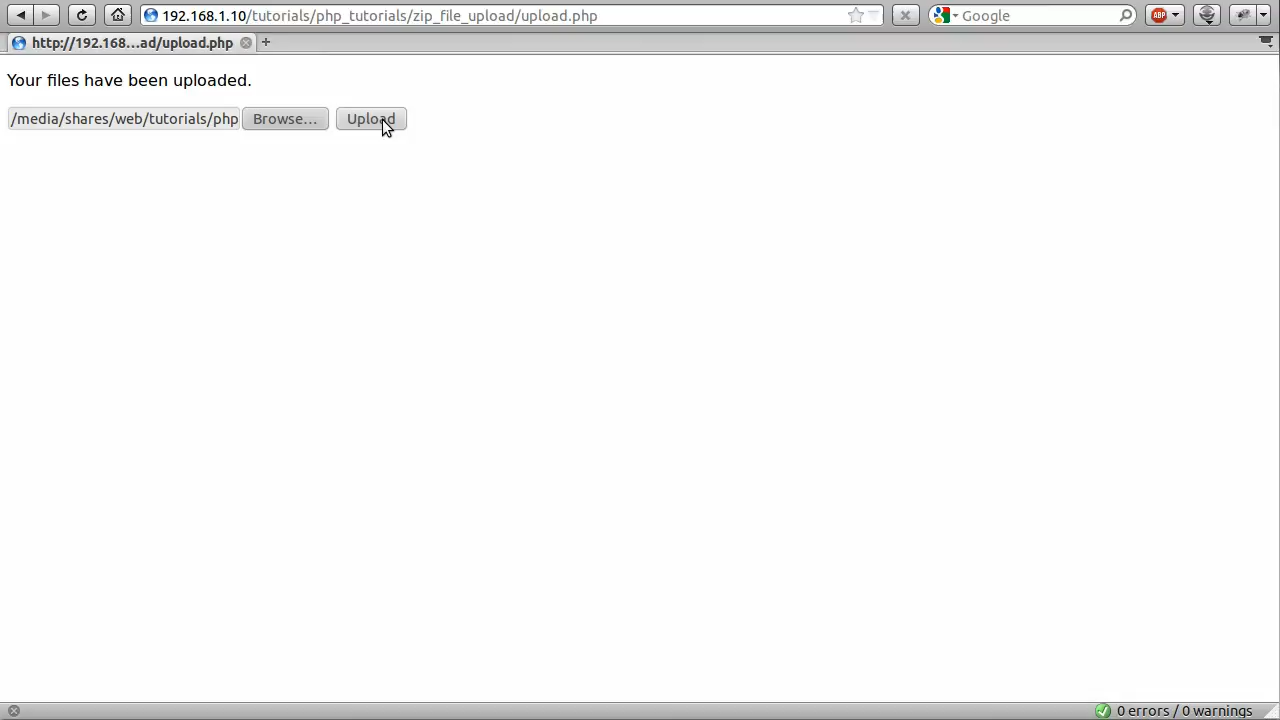 192.168.1.10/tutorials/php_tutorials/zip_file_upload/upload.php
Google
ABP
http://192.168...ad/upload.php
Your files have been uploaded.
/media/shares/web/tutorials/php
Browse...
Upload
0 errors / 0 warnings